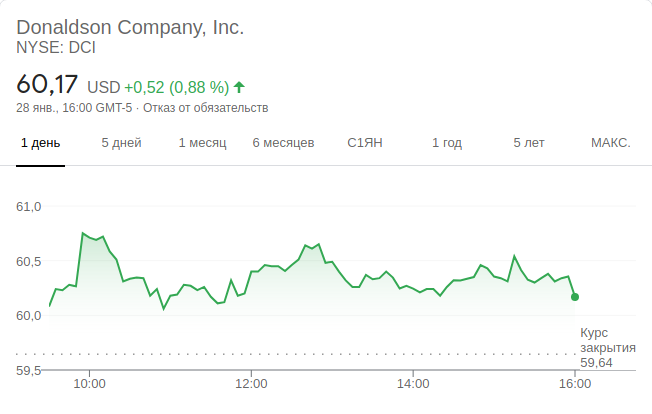 Donaldson Company, Inc.
NYSE: DCI
60,17 USD +0,52 (0,88 %)
28 янв., 16:00 GMT-5 · Отказ от обязательств
1 день 5 дней 1 месяц 6 месяцев С1ЯН 1 год 5 лет МАКС.
61,0
60,5
60,0
Курс
закрытия
59,64
59,5
10:00 12:00 14:00 16:00